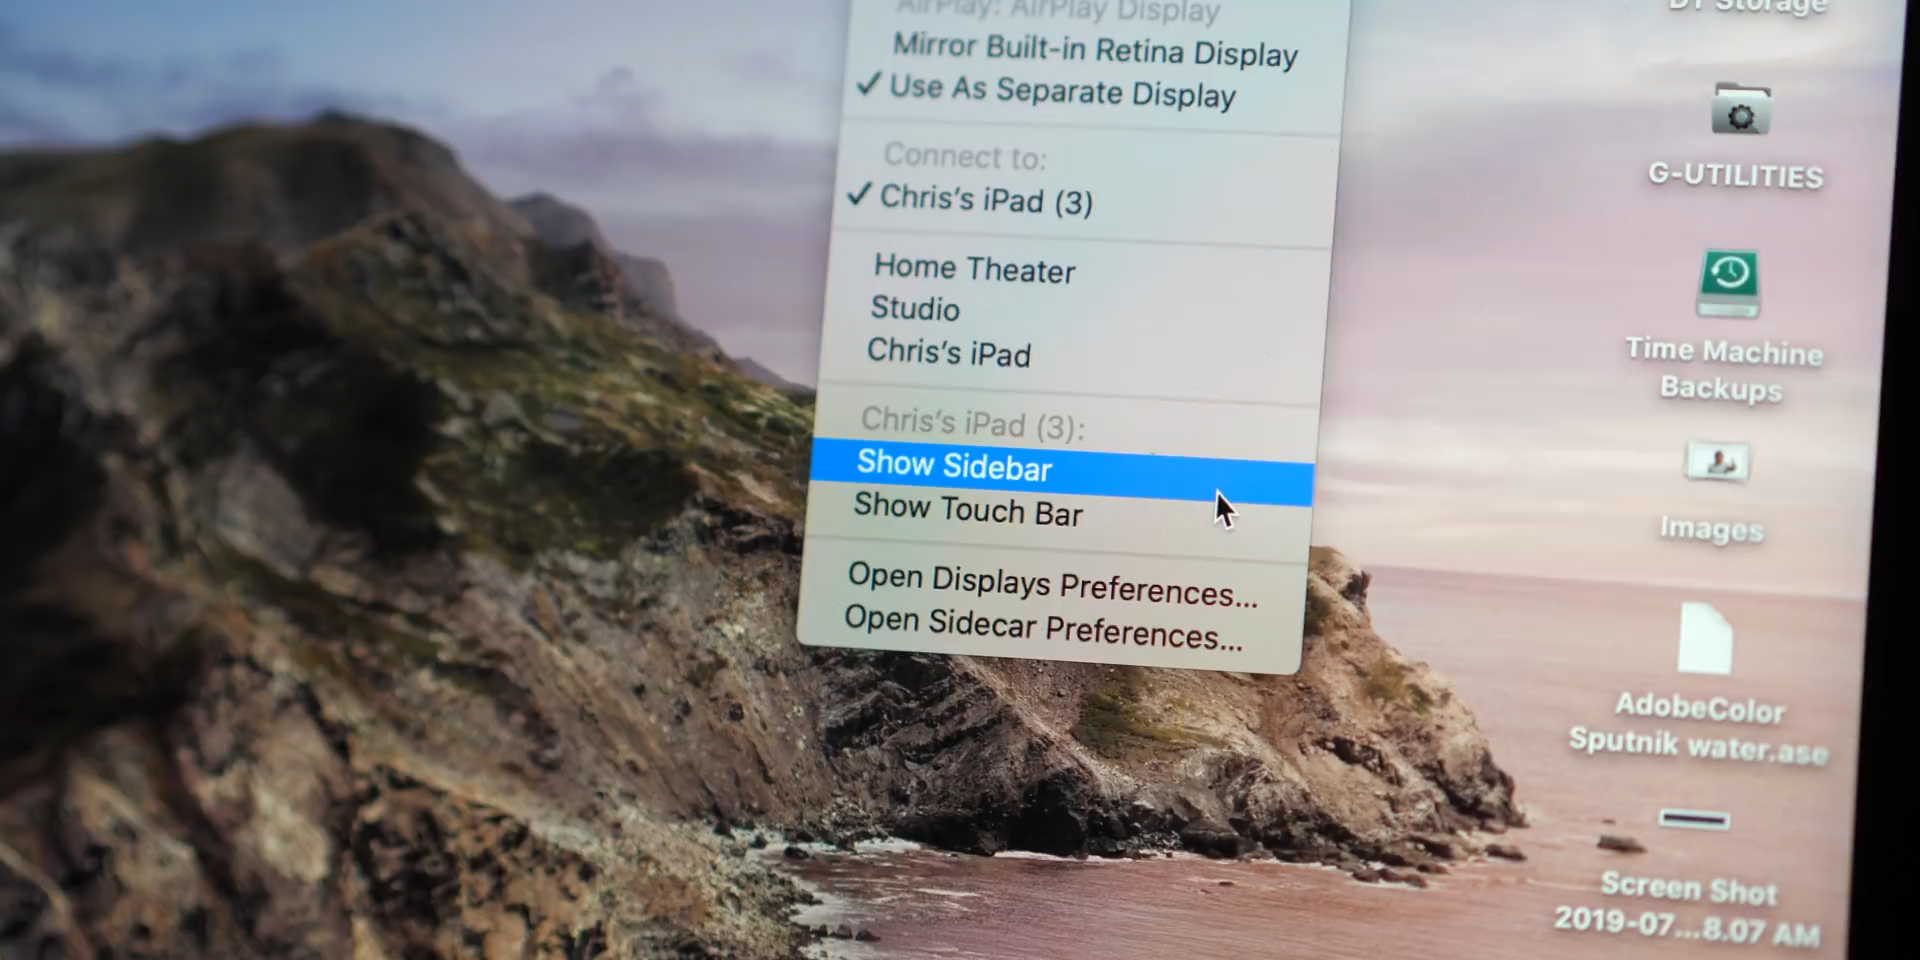 AirPlay: AirPlay Display
Mirror Built-in Retina Display
✓ Use As Separate Display
Connect to:
✓ Chris's iPad (3)
Home Theater
Studio
Chris's iPad
Chris's iPad (3):
Show Sidebar
Show Touch Bar
Open Displays Preferences...
Open Sidecar Preferences...
DT Storage
G-UTILITIES
Time Machine
Backups
Images
AdobeColor
Sputnik water.ase
Screen Shot
2019-07...8.07 AM